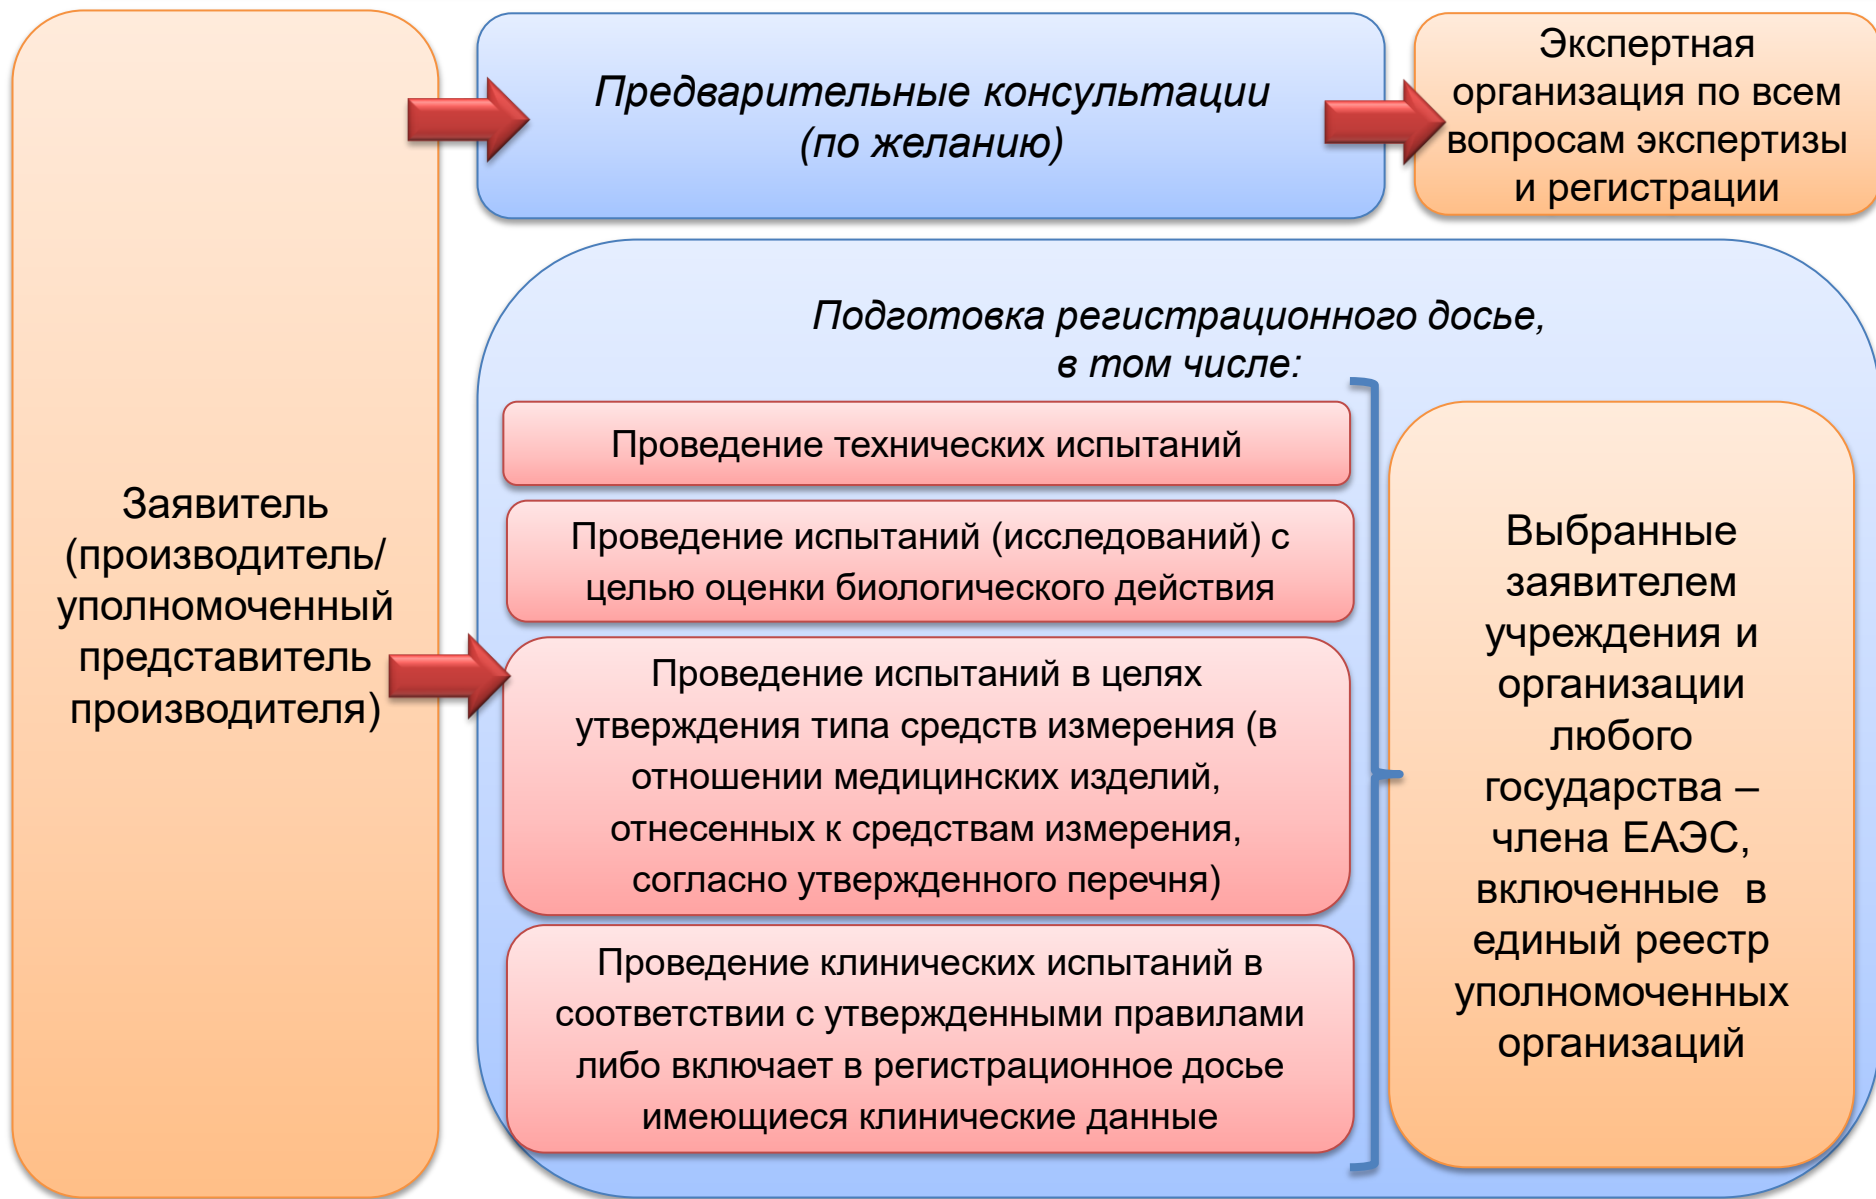 Заявитель
(производитель/
уполномоченный
представитель
производителя)
Предварительные консультации
(по желанию)
Экспертная
организация по всем
вопросам экспертизы
и регистрации
Подготовка регистрационного досье,
в том числе:
Проведение технических испытаний
Проведение испытаний (исследований) с
целью оценки биологического действия
Проведение испытаний в целях
утверждения типа средств измерения (в
отношении медицинских изделий,
отнесенных к средствам измерения,
согласно утвержденного перечня)
Проведение клинических испытаний в
соответствии с утвержденными правилами
либо включает в регистрационное досье
имеющиеся клинические данные
Выбранные
заявителем
учреждения и
организации
любого
государства –
члена ЕАЭС,
включенные в
единый реестр
уполномоченных
организаций